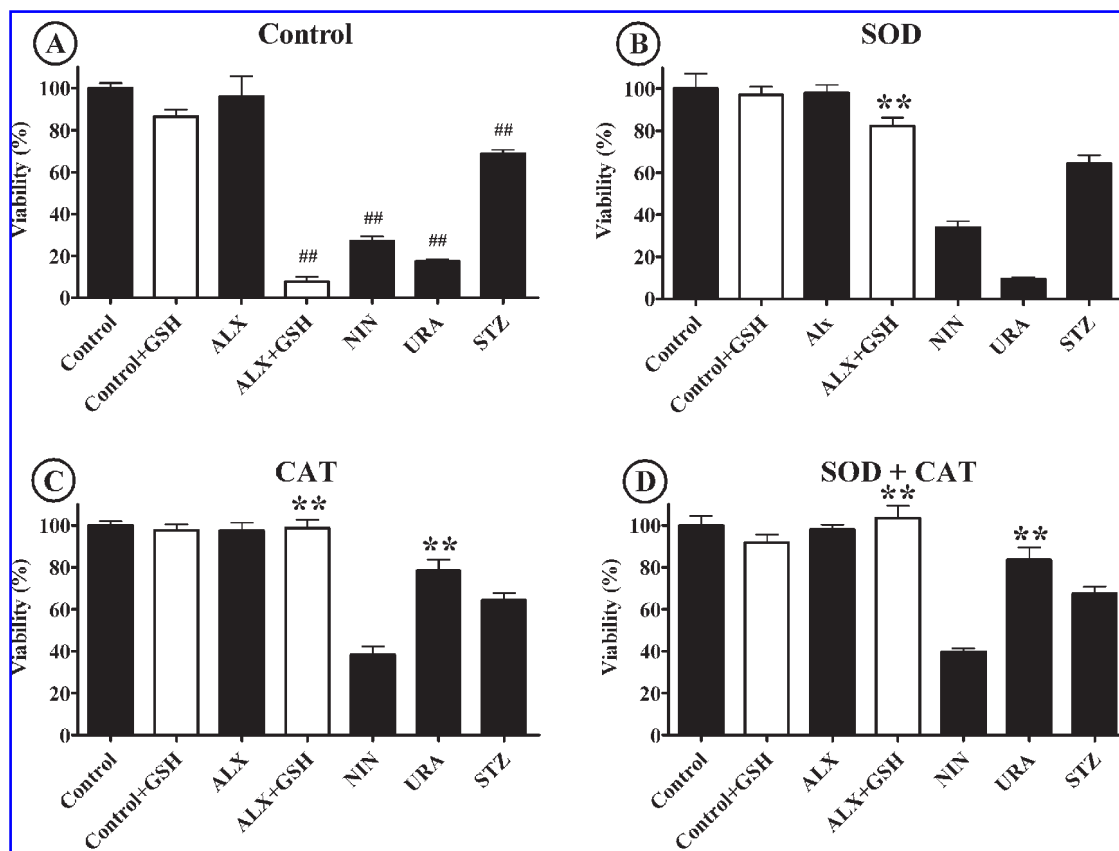 A
Control
Viability (%)
100
80
60
40
20
0
##
##
##
##
Control
Control+GSH
ALX
ALX+GSH
NIN
URA
STZ
B
SOD
Viability (%)
100
80
60
40
20
0
**
Control
Control+GSH
Alx
ALX+GSH
NIN
URA
STZ
C
CAT
Viability (%)
100
80
60
40
20
0
**
**
Control
Control+GSH
ALX
ALX+GSH
NIN
URA
STZ
D
SOD + CAT
Viability (%)
100
80
60
40
20
0
**
**
Control
Control+GSH
ALX
ALX+GSH
NIN
URA
STZ